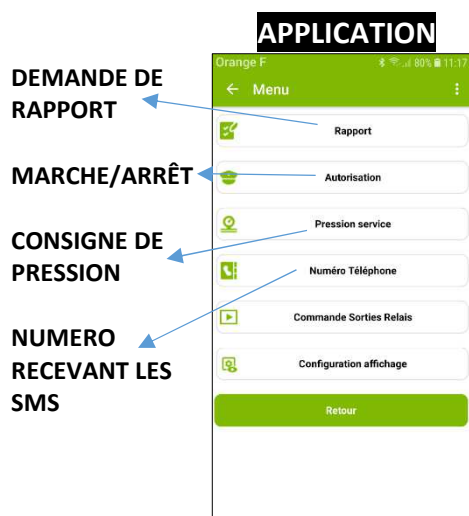 APPLICATION
Orange F 80% 11:17
Menu
DEMANDE DE
RAPPORT
Rapport
MARCHE/ARRÊT
Autorisation
CONSIGNE DE
PRESSION
Pression service
Numéro Téléphone
Commande Sorties Relais
NUMERO
RECEVANT LES
SMS
Configuration affichage
Retour